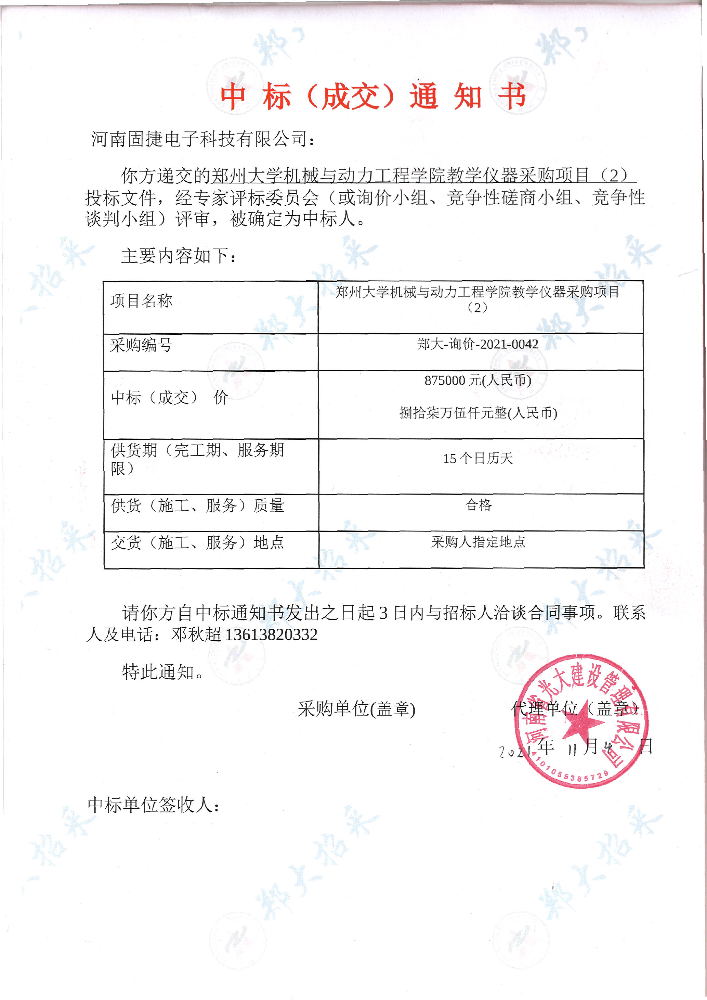 中 标（成交）通 知 书
河南固捷电子科技有限公司：
你方递交的郑州大学机械与动力工程学院教学仪器采购项目（2）
投标文件，经专家评标委员会（或询价小组、竞争性磋商小组、竞争性
谈判小组）评审，被确定为中标人。
主要内容如下：
项目名称
郑州大学机械与动力工程学院教学仪器采购项目
（2）
采购编号
郑大-询价-2021-0042
中标（成交） 价
875000 元(人民币)
捌拾柒万伍仟元整(人民币)
供货期（完工期、服务期
限）
15 个日历天
供货（施工、服务）质量
合格
交货（施工、服务）地点
采购人指定地点
请你方自中标通知书发出之日起 3 日内与招标人洽谈合同事项。联系
人及电话：邓秋超 13613820332
特此通知。
采购单位(盖章)
代理单位（盖章）
2021 年 11 月 4 日
河南省光大建设管理有限公司
4101055385729
中标单位签收人：
郑大招采